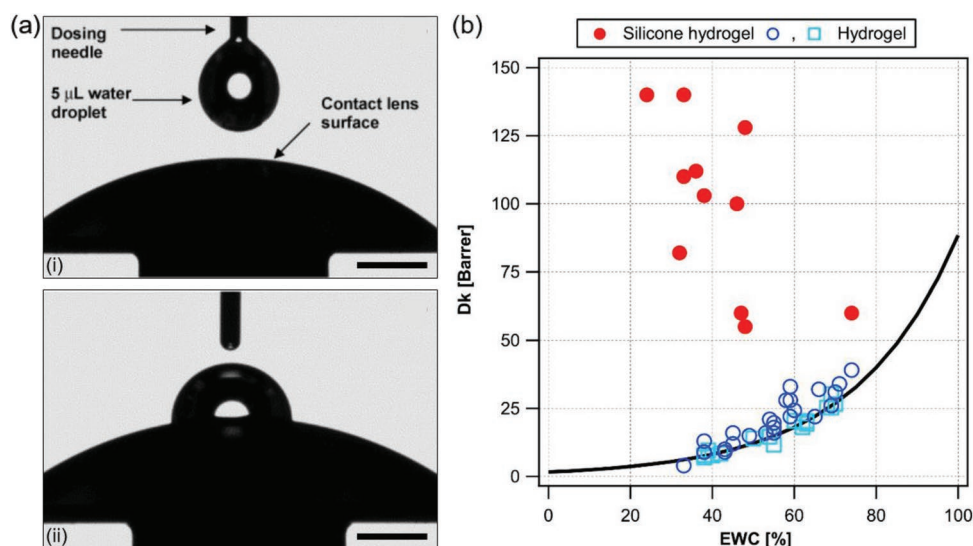 (a)
Dosing
needle
5 μL water
droplet
Contact lens
surface
(i)
(ii)
(b)
Silicone hydrogel , Hydrogel
150
125
100
75
50
25
0
Dk [Barrer]
0 20 40 60 80 100
EWC [%]